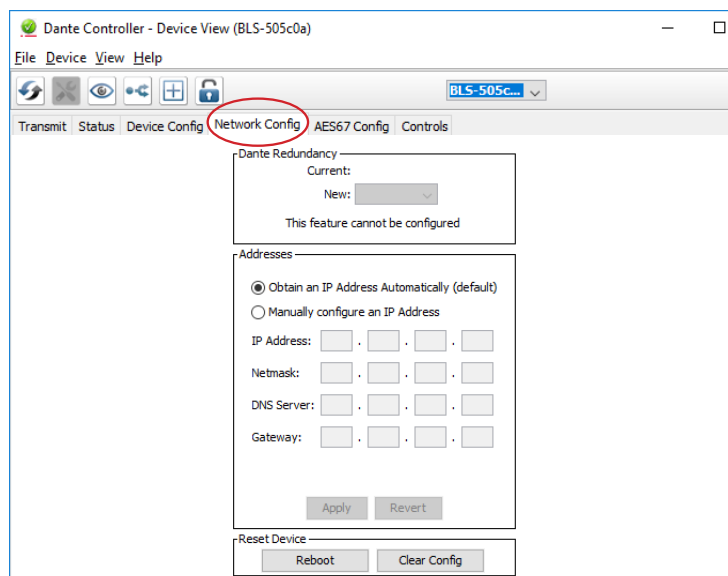 Dante Controller - Device View (BLS-505c0a)
File Device View Help
BLS-505c...
Transmit Status Device Config Network Config AES67 Config Controls
Dante Redundancy
Current:
New:
This feature cannot be configured
Addresses
Obtain an IP Address Automatically (default)
Manually configure an IP Address
IP Address: . . .
Netmask: . . .
DNS Server: . . .
Gateway: . . .
Apply Revert
Reset Device
Reboot Clear Config